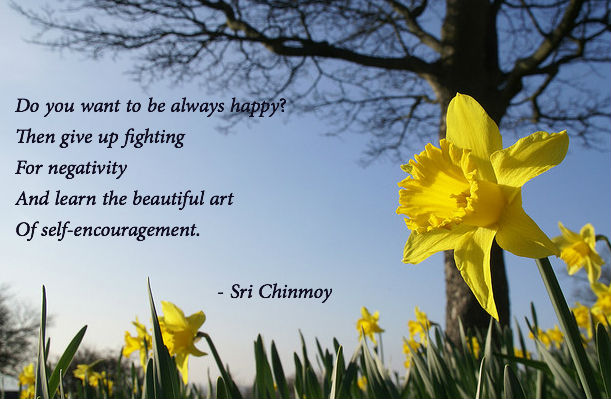 Do you want to be always happy?
Then give up fighting
For negativity
And learn the beautiful art
Of self-encouragement.
- Sri Chinmoy